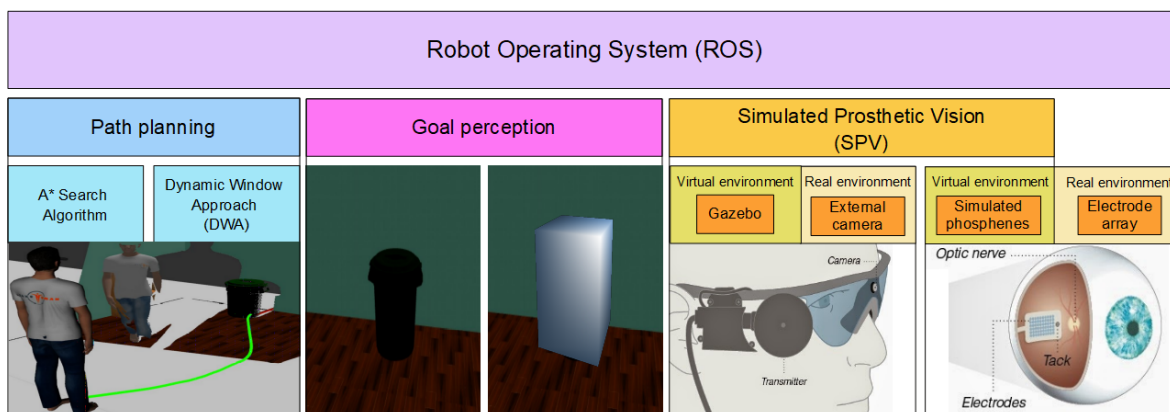 Robot Operating System (ROS)
Path planning
Goal perception
Simulated Prosthetic Vision
(SPV)
A* Search
Algorithm
Dynamic Window
Approach
(DWA)
Virtual environment
Gazebo
Real environment
External
camera
Virtual environment
Simulated
phosphenes
Real environment
Electrode
array
Camera
Transmitter
Optic nerve
Tack
Electrodes